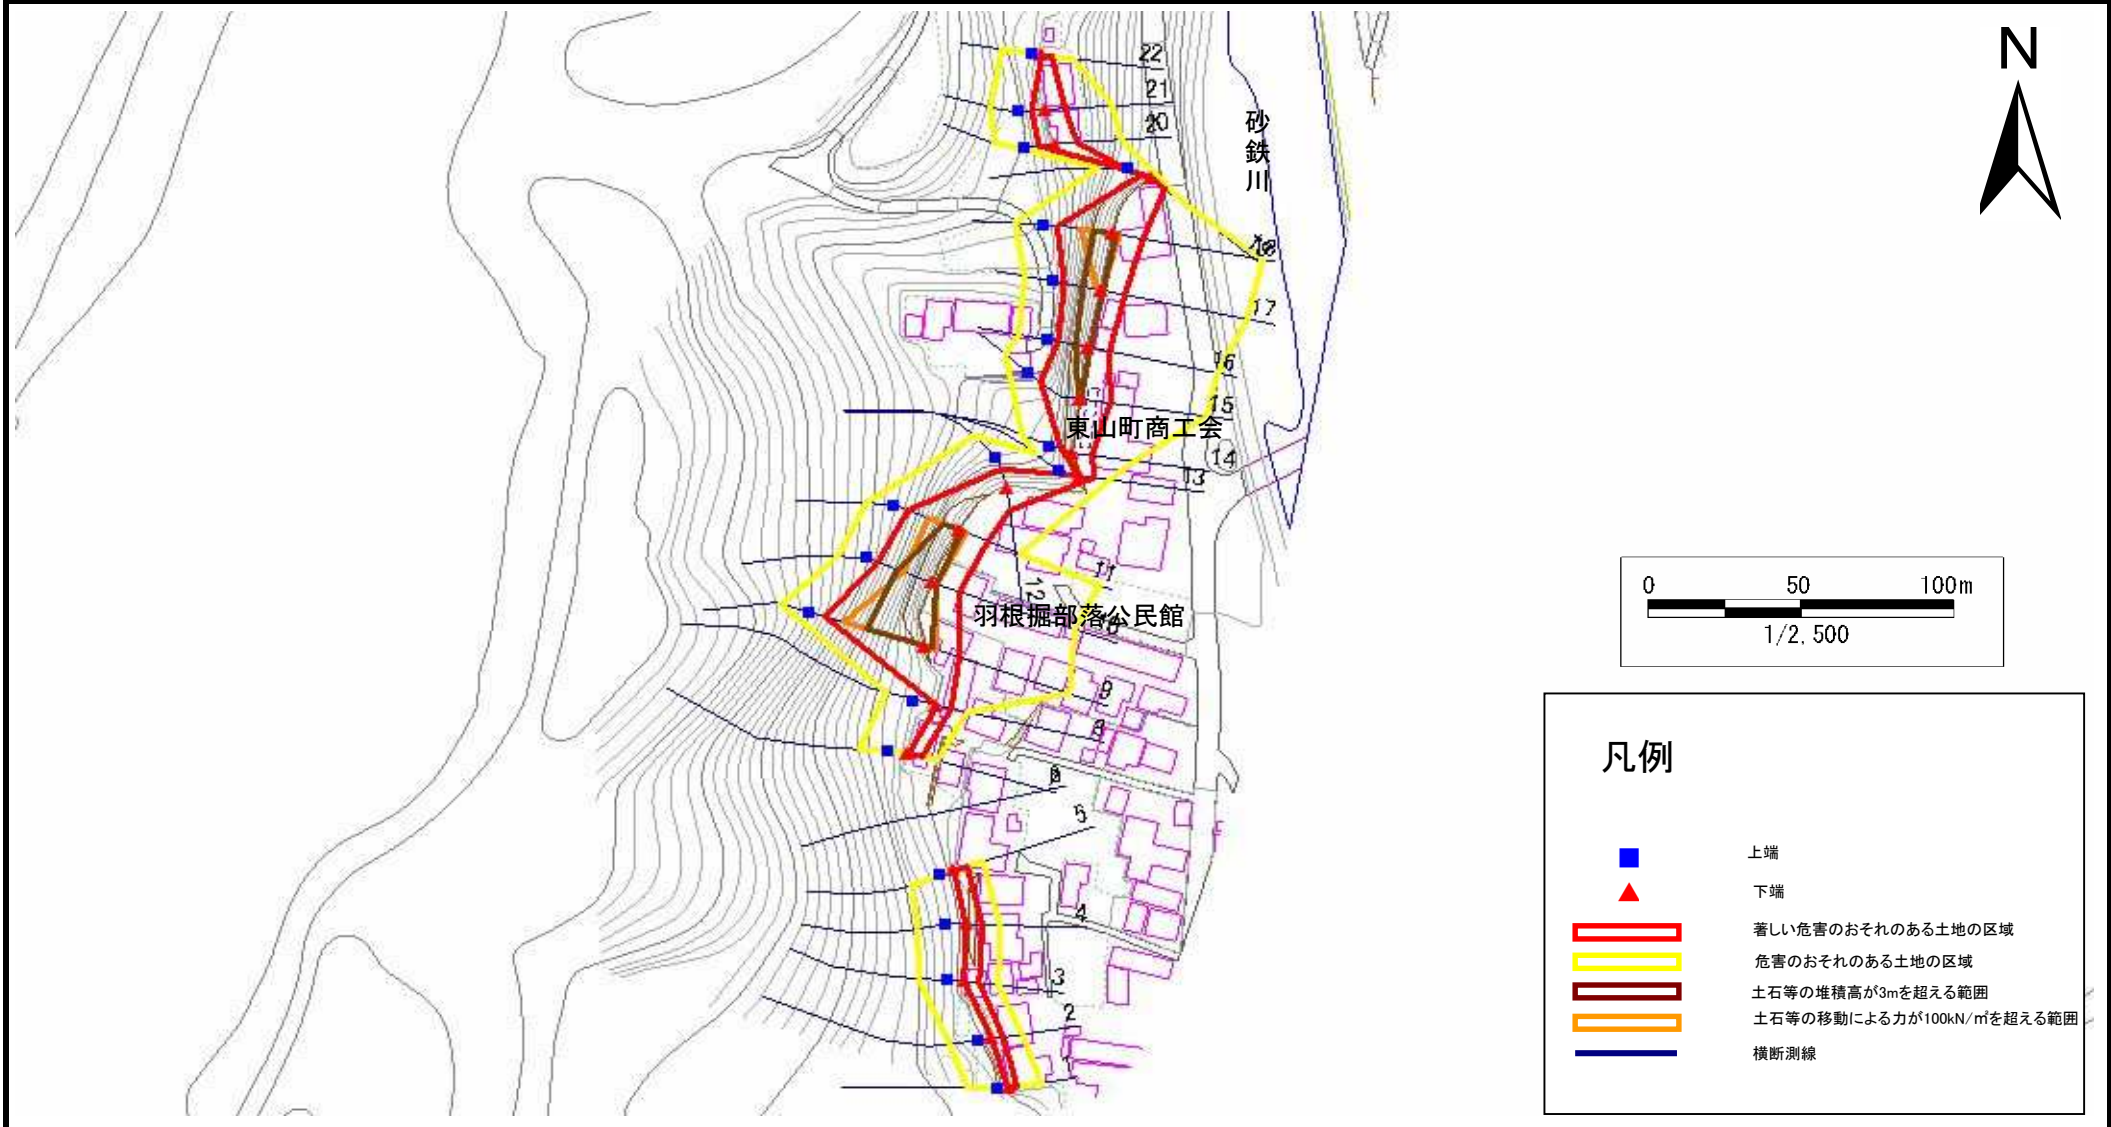 N
22
21
20
砂鉄川
17
16
15
東山町商工会
14
13
11
12
羽根掘部落公民館
10
9
8
5
4
3
2
1
0 50 100m
1/2,500
凡例
上端
下端
著しい危害のおそれのある土地の区域
危害のおそれのある土地の区域
土石等の堆積高が3mを超える範囲
土石等の移動による力が100kN/㎡を超える範囲
横断測線